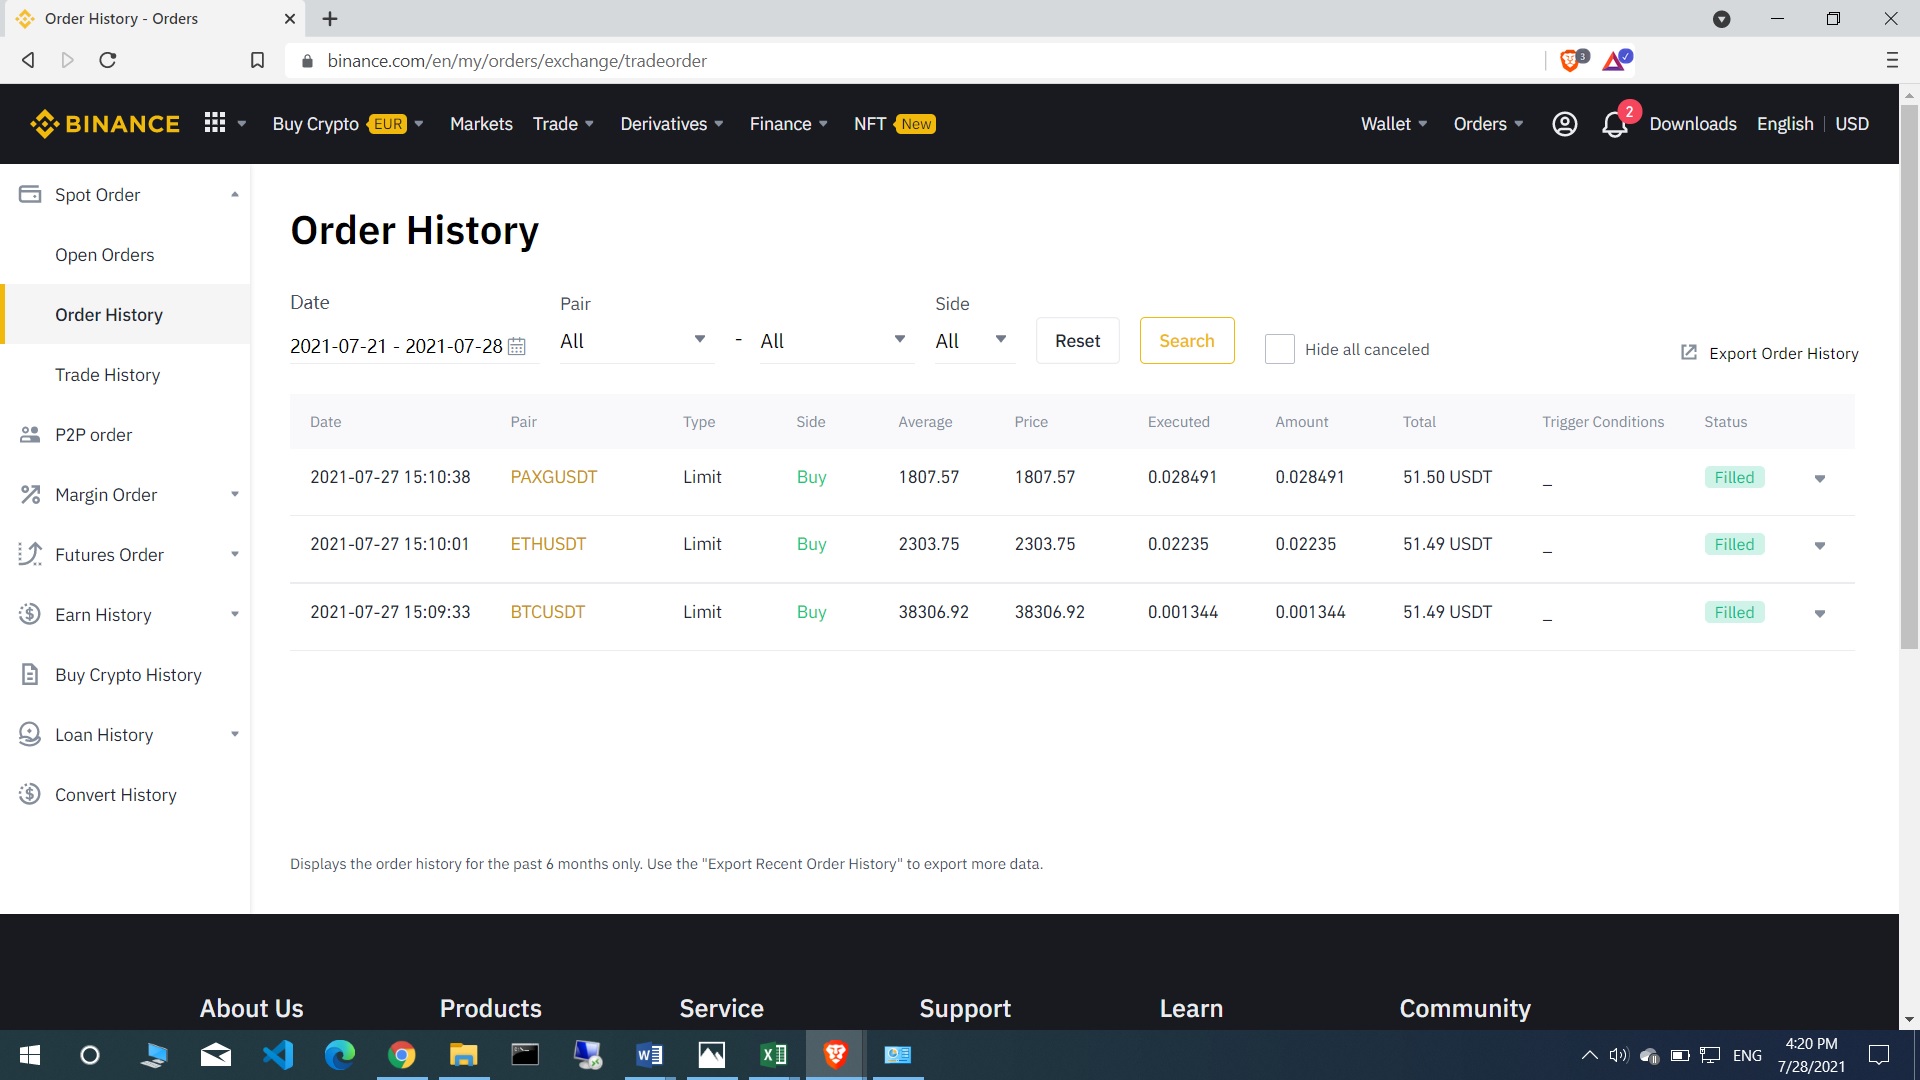 Order History - Orders
binance.com/en/my/orders/exchange/tradeorder
3
BINANCE
Buy Crypto EUR Markets Trade Derivatives Finance NFT New
Wallet Orders 2 Downloads English USD
Spot Order
Open Orders
Order History
Trade History
P2P order
Margin Order
Futures Order
Earn History
Buy Crypto History
Loan History
Convert History
Order History
Date Pair Side
2021-07-21 - 2021-07-28 All - All All Reset Search Hide all canceled Export Order History
Date Pair Type Side Average Price Executed Amount Total Trigger Conditions Status
2021-07-27 15:10:38 PAXGUSDT Limit Buy 1807.57 1807.57 0.028491 0.028491 51.50 USDT _ Filled
2021-07-27 15:10:01 ETHUSDT Limit Buy 2303.75 2303.75 0.02235 0.02235 51.49 USDT _ Filled
2021-07-27 15:09:33 BTCUSDT Limit Buy 38306.92 38306.92 0.001344 0.001344 51.49 USDT _ Filled
Displays the order history for the past 6 months only. Use the "Export Recent Order History" to export more data.
About Us Products Service Support Learn Community
ENG
4:20 PM
7/28/2021